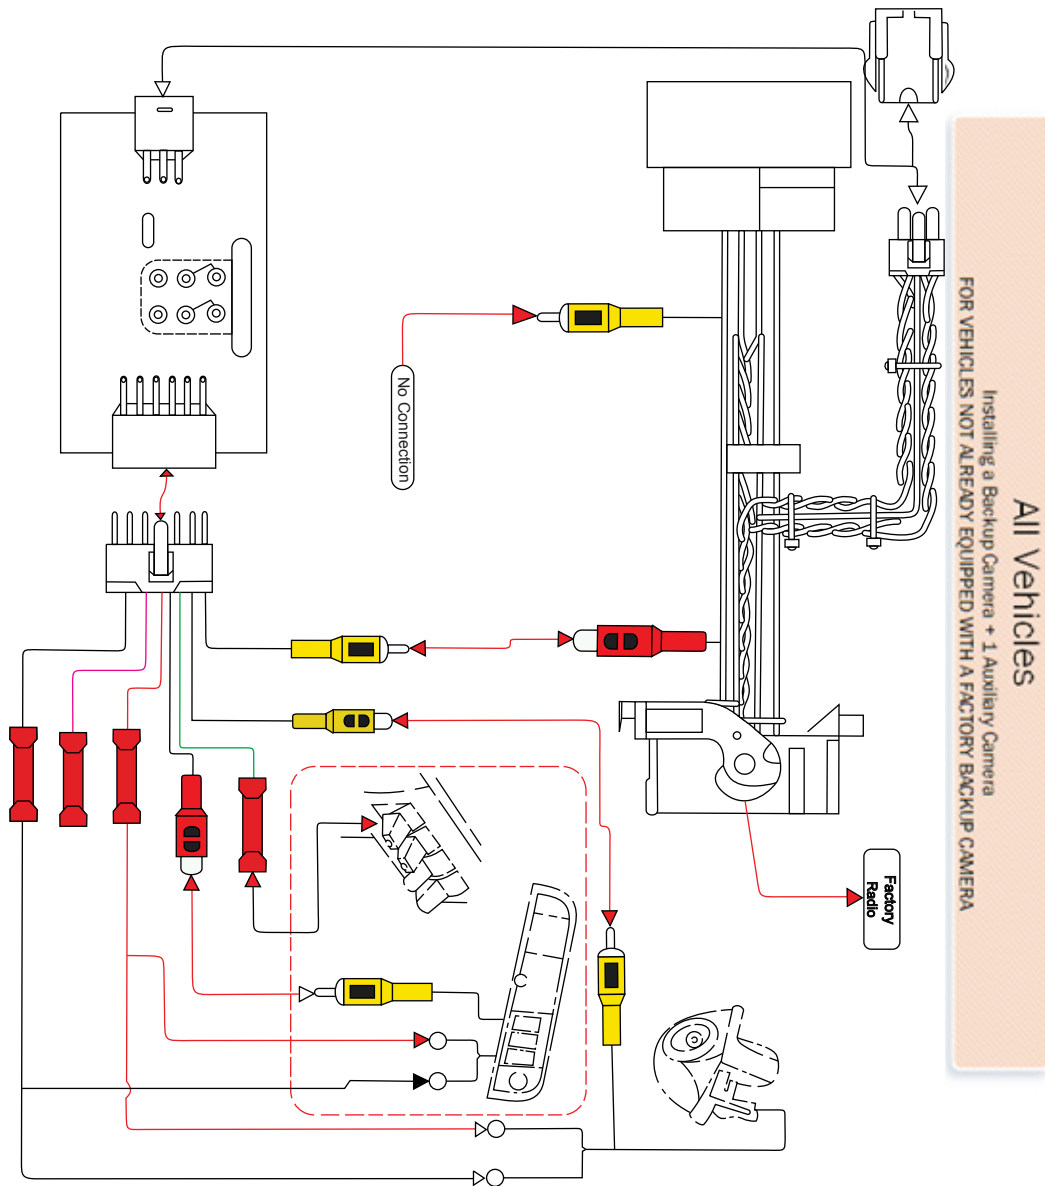 All Vehicles
Installing a Backup Camera + 1 Auxiliary Camera
FOR VEHICLES NOT ALREADY EQUIPPED WITH A FACTORY BACKUP CAMERA
No Connection
Factory
Radio